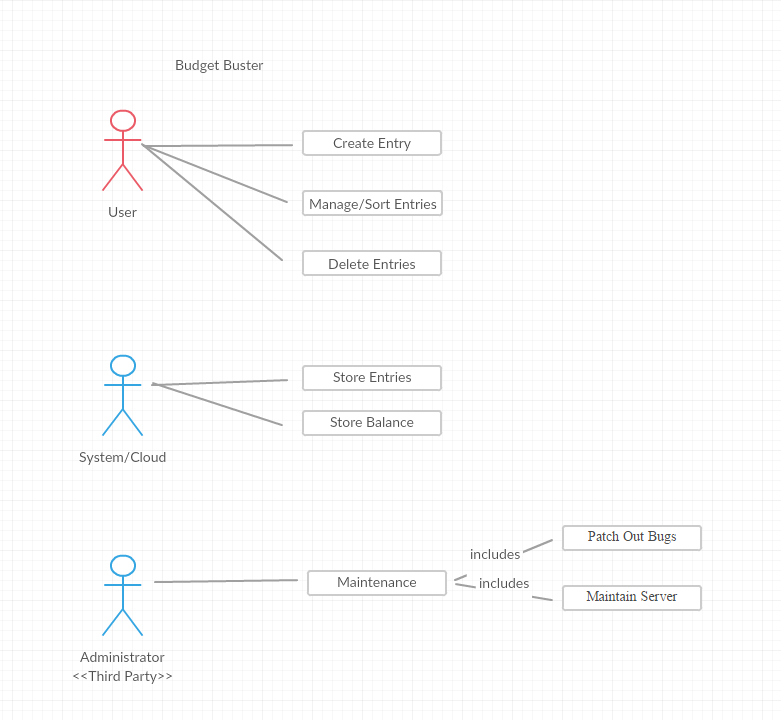 Budget Buster
Create Entry
Manage/Sort Entries
User
Delete Entries
Store Entries
Store Balance
System/Cloud
Patch Out Bugs
includes
Maintenance
includes
Maintain Server
Administrator
<<Third Party>>